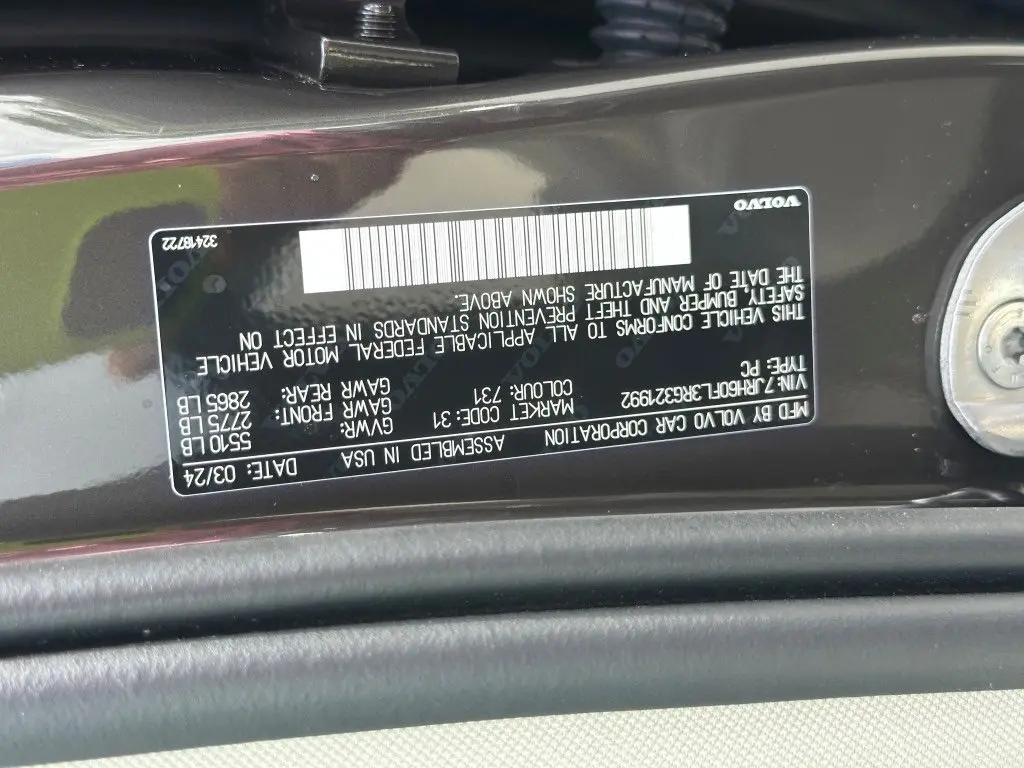 MFD BY VOLVO CAR CORPORATION ASSEMBLED IN USA DATE: 03/24
VIN: 7JRH60FL3RG321992 GVWR: 5510 LB
TYPE: PC MARKET CODE: 31 GAWR FRONT: 2775 LB
COLOUR: 731 GAWR REAR: 2865 LB
THIS VEHICLE CONFORMS TO ALL APPLICABLE FEDERAL MOTOR VEHICLE
SAFETY, BUMPER AND THEFT PREVENTION STANDARDS IN EFFECT ON
THE DATE OF MANUFACTURE SHOWN ABOVE.
VOLVO 32418722